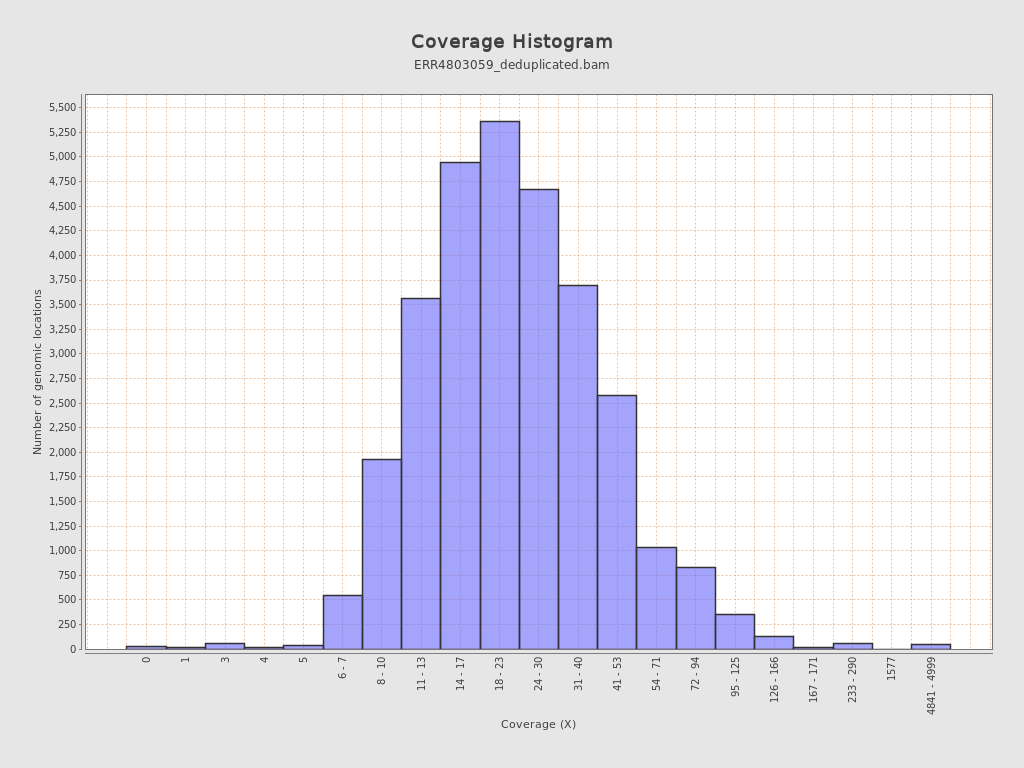 Coverage Histogram
ERR4803059_deduplicated.bam
Number of genomic locations
5,500
5,250
5,000
4,750
4,500
4,250
4,000
3,750
3,500
3,250
3,000
2,750
2,500
2,250
2,000
1,750
1,500
1,250
1,000
750
500
250
0
0
1
3
4
5
6 - 7
8 - 10
11 - 13
14 - 17
18 - 23
24 - 30
31 - 40
41 - 53
54 - 71
72 - 94
95 - 125
126 - 166
167 - 171
233 - 290
1577
4841 - 4999
Coverage (X)